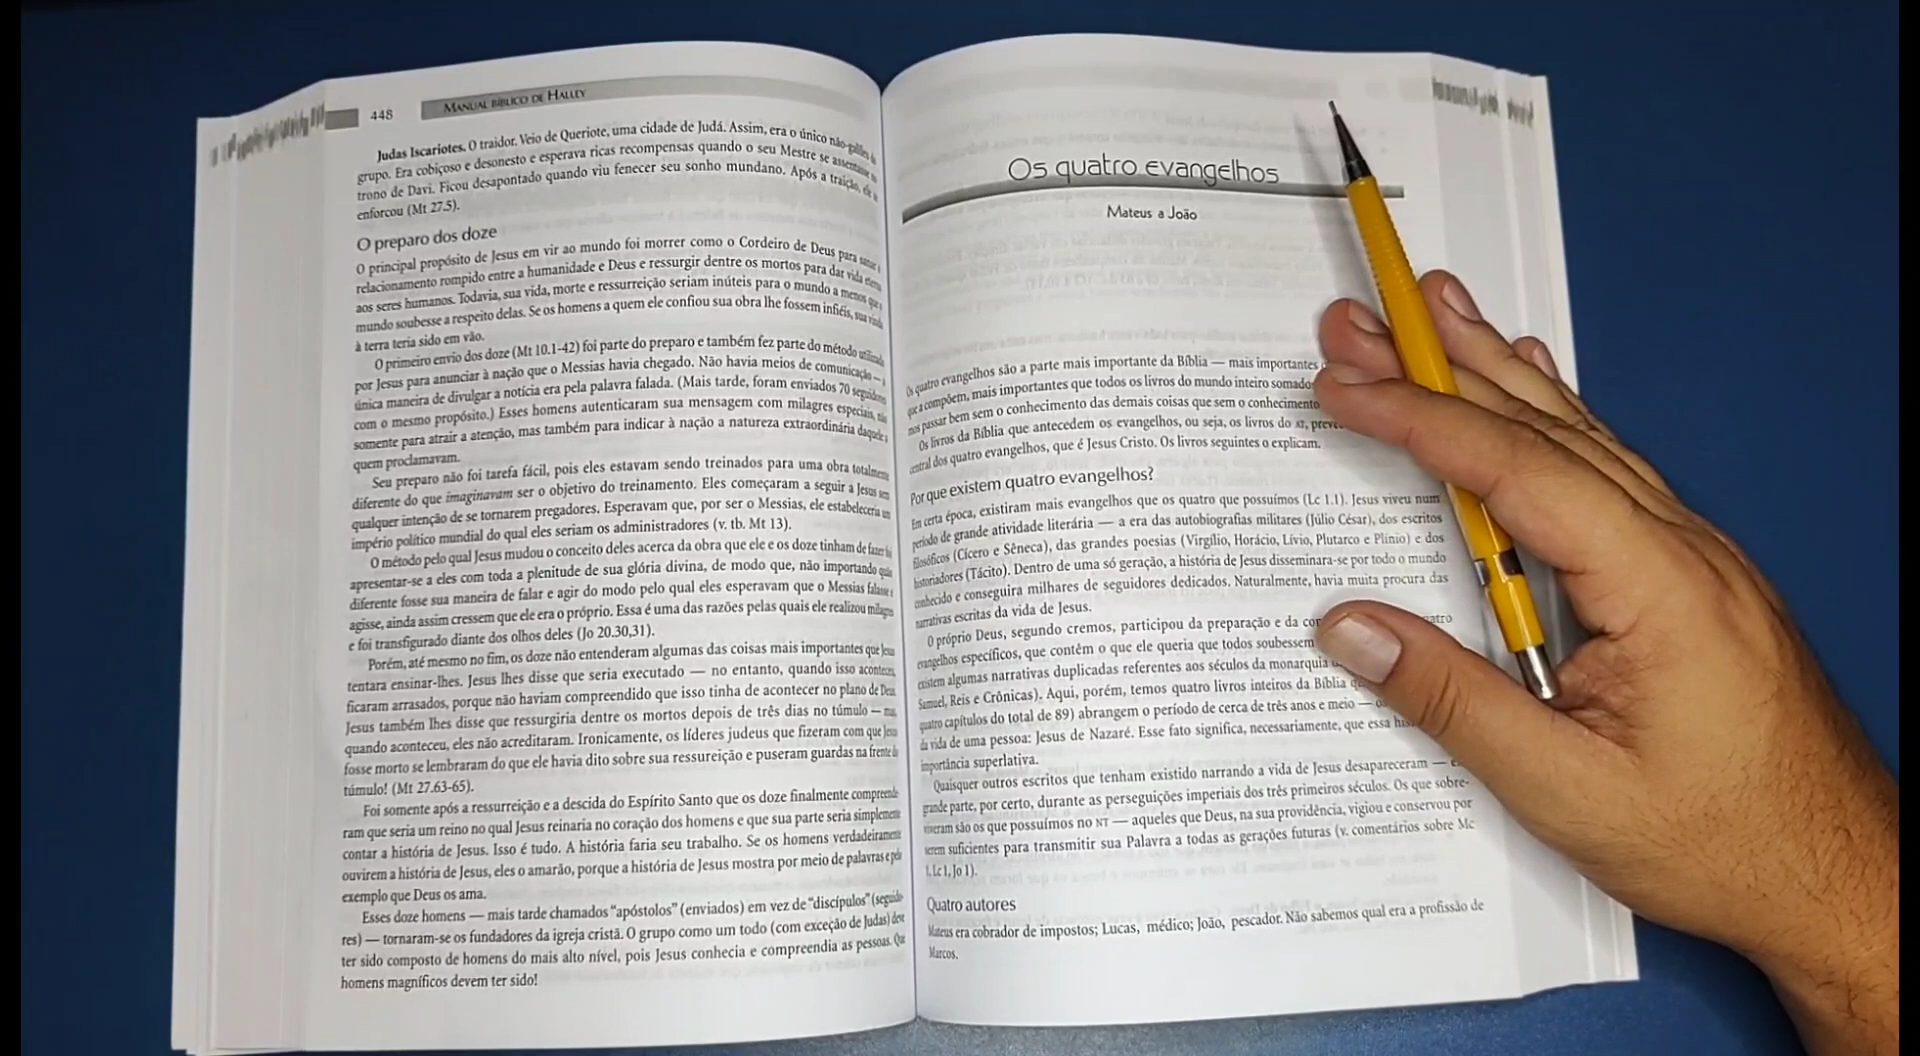 448
MANUAL BÍBLICO DE HALLEY
Judas Iscariotes. O traidor. Veio de Queriote, uma cidade de Judá. Assim, era o único não-galileu do
grupo. Era cobiçoso e desonesto e esperava ricas recompensas quando o seu Mestre se assentasse no
trono de Davi. Ficou desapontado quando viu fenecer seu sonho mundano. Após a traição, ele se
enforcou (Mt 27.5).
O preparo dos doze
O principal propósito de Jesus em vir ao mundo foi morrer como o Cordeiro de Deus para sanar o
relacionamento rompido entre a humanidade e Deus e ressurgir dentre os mortos para dar vida eterna
aos seres humanos. Todavia, sua vida, morte e ressurreição seriam inúteis para o mundo a menos que o
mundo soubesse a respeito delas. Se os homens a quem ele confiou sua obra lhe fossem infiéis, sua vinda
à terra teria sido em vão.
O primeiro envio dos doze (Mt 10.1-42) foi parte do preparo e também fez parte do método utilizado
por Jesus para anunciar à nação que o Messias havia chegado. Não havia meios de comunicação — a
única maneira de divulgar a notícia era pela palavra falada. (Mais tarde, foram enviados 70 seguidores
com o mesmo propósito.) Esses homens autenticaram sua mensagem com milagres especiais, não
somente para atrair a atenção, mas também para indicar à nação a natureza extraordinária daquele a
quem proclamavam.
Seu preparo não foi tarefa fácil, pois eles estavam sendo treinados para uma obra totalmente
diferente do que imaginavam ser o objetivo do treinamento. Eles começaram a seguir a Jesus sem
qualquer intenção de se tornarem pregadores. Esperavam que, por ser o Messias, ele estabeleceria um
império político mundial do qual eles seriam os administradores (v. tb. Mt 13).
O método pelo qual Jesus mudou o conceito deles acerca da obra que ele e os doze tinham de fazer foi
apresentar-se a eles com toda a plenitude de sua glória divina, de modo que, não importando quão
diferente fosse sua maneira de falar e agir do modo pelo qual eles esperavam que o Messias falasse e
agisse, ainda assim cressem que ele era o próprio. Essa é uma das razões pelas quais ele realizou milagres
e foi transfigurado diante dos olhos deles (Jo 20.30,31).
Porém, até mesmo no fim, os doze não entenderam algumas das coisas mais importantes que Jesus
tentara ensinar-lhes. Jesus lhes disse que seria executado — no entanto, quando isso aconteceu,
ficaram arrasados, porque não haviam compreendido que isso tinha de acontecer no plano de Deus.
Jesus também lhes disse que ressurgiria dentre os mortos depois de três dias no túmulo — mas,
quando aconteceu, eles não acreditaram. Ironicamente, os líderes judeus que fizeram com que Jesus
fosse morto se lembraram do que ele havia dito sobre sua ressureição e puseram guardas na frente do
túmulo! (Mt 27.63-65).
Foi somente após a ressurreição e a descida do Espírito Santo que os doze finalmente compreende-
ram que seria um reino no qual Jesus reinaria no coração dos homens e que sua parte seria simplesmente
contar a história de Jesus. Isso é tudo. A história faria seu trabalho. Se os homens verdadeiramente
ouvirem a história de Jesus, eles o amarão, porque a história de Jesus mostra por meio de palavras e pelo
exemplo que Deus os ama.
Esses doze homens — mais tarde chamados “apóstolos” (enviados) em vez de “discípulos” (seguido-
res) — tornaram-se os fundadores da igreja cristã. O grupo como um todo (com exceção de Judas) deve
ter sido composto de homens do mais alto nível, pois Jesus conhecia e compreendia as pessoas. Que
homens magníficos devem ter sido!
Os quatro evangelhos
Mateus a João
Os quatro evangelhos são a parte mais importante da Bíblia — mais importantes
que a compõem, mais importantes que todos os livros do mundo inteiro somados
mos passar bem sem o conhecimento das demais coisas que sem o conhecimento
Os livros da Bíblia que antecedem os evangelhos, ou seja, os livros do AT,
central dos quatro evangelhos, que é Jesus Cristo. Os livros seguintes o explicam.
Por que existem quatro evangelhos?
Em certa época, existiram mais evangelhos que os quatro que possuímos (Lc 1.1). Jesus viveu num
período de grande atividade literária — a era das autobiografias militares (Júlio César), dos escritos
filosóficos (Cícero e Sêneca), das grandes poesias (Virgílio, Horácio, Lívio, Plutarco e Plínio) e dos
historiadores (Tácito). Dentro de uma só geração, a história de Jesus disseminara-se por todo o mundo
conhecido e conseguira milhares de seguidores dedicados. Naturalmente, havia muita procura das
narrativas escritas da vida de Jesus.
O próprio Deus, segundo cremos, participou da preparação e da
evangelhos específicos, que contêm o que ele queria que todos soubessem
existem algumas narrativas duplicadas referentes aos séculos da monarquia
Samuel, Reis e Crônicas). Aqui, porém, temos quatro livros inteiros da Bíblia
quatro capítulos do total de 89) abrangem o período de cerca de três anos e meio —
da vida de uma pessoa: Jesus de Nazaré. Esse fato significa, necessariamente, que essa
importância superlativa.
Quaisquer outros escritos que tenham existido narrando a vida de Jesus desapareceram —
grande parte, por certo, durante as perseguições imperiais dos três primeiros séculos. Os que sobre-
viveram são os que possuímos no NT — aqueles que Deus, na sua providência, vigiou e conservou por
serem suficientes para transmitir sua Palavra a todas as gerações futuras (v. comentários sobre Mc
1, Lc 1, Jo 1).
Quatro autores
Mateus era cobrador de impostos; Lucas, médico; João, pescador. Não sabemos qual era a profissão de
Marcos.